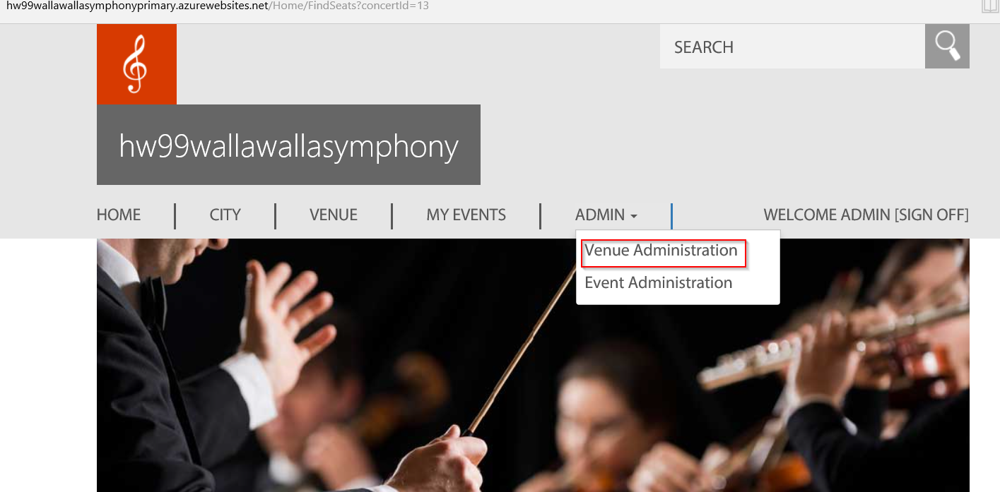 hw99wallawallasymphonyprimary.azurewebsites.net/Home/FindSeats?concertId=13
SEARCH
hw99wallawallasymphony
HOME CITY VENUE MY EVENTS ADMIN WELCOME ADMIN [SIGN OFF]
Venue Administration
Event Administration